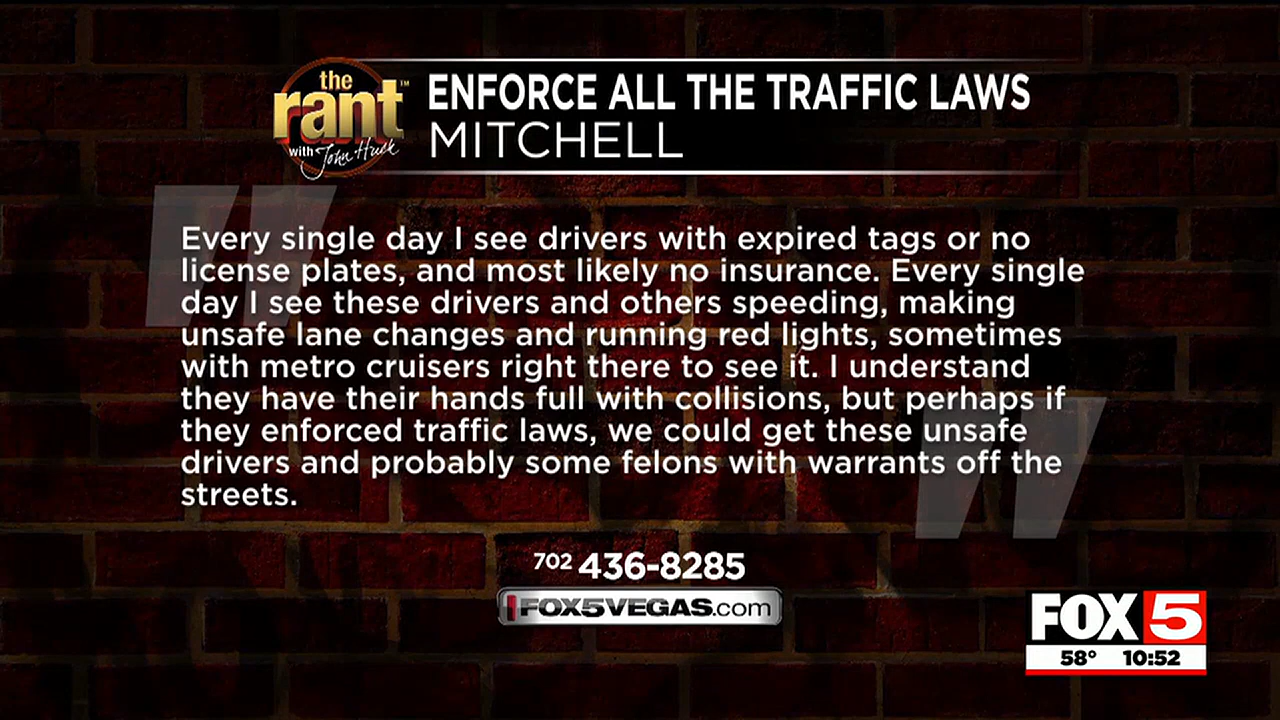 the
rant™
with John Huck
ENFORCE ALL THE TRAFFIC LAWS
MITCHELL
Every single day I see drivers with expired tags or no
license plates, and most likely no insurance. Every single
day I see these drivers and others speeding, making
unsafe lane changes and running red lights, sometimes
with metro cruisers right there to see it. I understand
they have their hands full with collisions, but perhaps if
they enforced traffic laws, we could get these unsafe
drivers and probably some felons with warrants off the
streets.
702 436-8285
FOX5VEGAS.com
FOX 5
58° 10:52